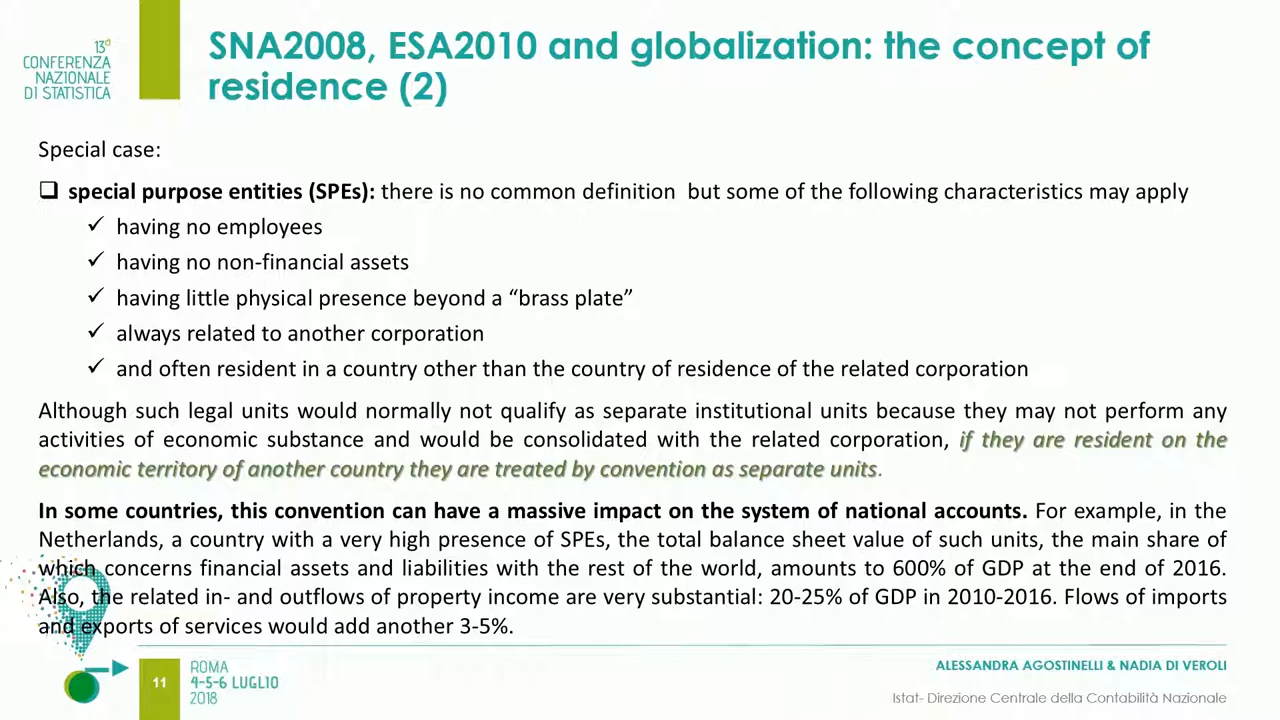 13ª
CONFERENZA
NAZIONALE
DI STATISTICA
SNA2008, ESA2010 and globalization: the concept of
residence (2)
Special case:
special purpose entities (SPEs): there is no common definition but some of the following characteristics may apply
having no employees
having no non-financial assets
having little physical presence beyond a “brass plate”
always related to another corporation
and often resident in a country other than the country of residence of the related corporation
Although such legal units would normally not qualify as separate institutional units because they may not perform any
activities of economic substance and would be consolidated with the related corporation, if they are resident on the
economic territory of another country they are treated by convention as separate units.
In some countries, this convention can have a massive impact on the system of national accounts. For example, in the
Netherlands, a country with a very high presence of SPEs, the total balance sheet value of such units, the main share of
which concerns financial assets and liabilities with the rest of the world, amounts to 600% of GDP at the end of 2016.
Also, the related in- and outflows of property income are very substantial: 20-25% of GDP in 2010-2016. Flows of imports
and exports of services would add another 3-5%.
11
ROMA
4-5-6 LUGLIO
2018
ALESSANDRA AGOSTINELLI & NADIA DI VEROLI
Istat- Direzione Centrale della Contabilità Nazionale